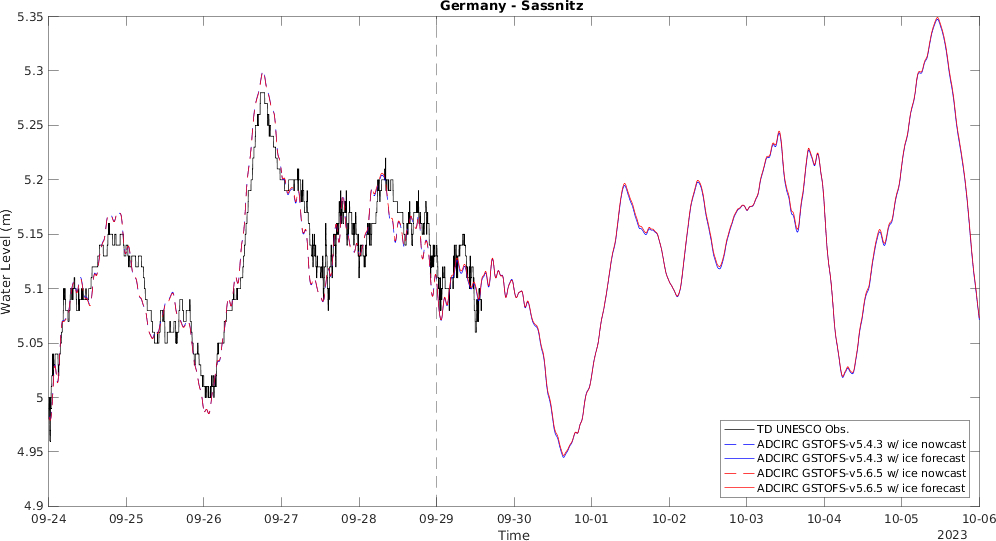 Germany - Sassnitz
5.35
5.3
5.25
5.2
5.15
5.1
5.05
5
4.95
4.9
Water Level (m)
TD UNESCO Obs.
ADCIRC GSTOFS-v5.4.3 w/ ice nowcast
ADCIRC GSTOFS-v5.4.3 w/ ice forecast
ADCIRC GSTOFS-v5.6.5 w/ ice nowcast
ADCIRC GSTOFS-v5.6.5 w/ ice forecast
09-24 09-25 09-26 09-27 09-28 09-29 09-30 10-01 10-02 10-03 10-04 10-05 10-06
Time
2023